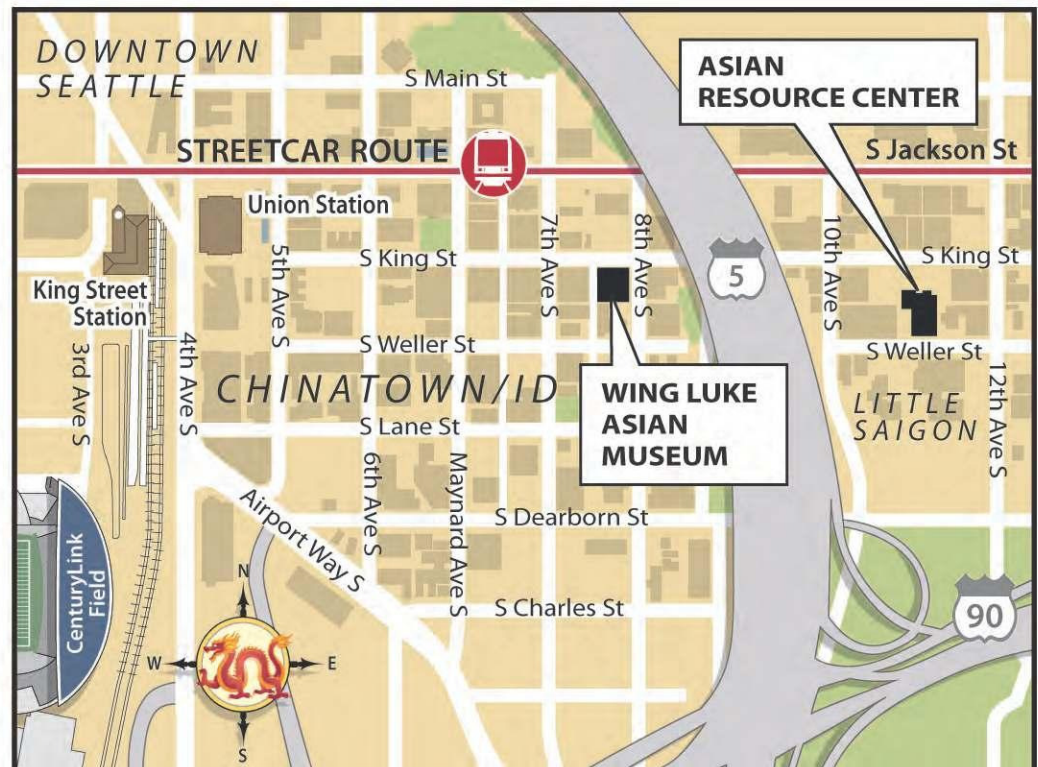 DOWNTOWN
SEATTLE
S Main St
ASIAN
RESOURCE CENTER
STREETCAR ROUTE
S Jackson St
Union Station
5th Ave S
7th Ave S
8th Ave S
10th Ave S
S King St
S King St
5
King Street
Station
3rd Ave S
4th Ave S
S Weller St
S Weller St
CHINATOWN/ID
WING LUKE
ASIAN
MUSEUM
LITTLE
SAIGON
12th Ave S
S Lane St
6th Ave S
Maynard Ave S
Airport Way S
S Dearborn St
CenturyLink
Field
S Charles St
90
N
W
E
S